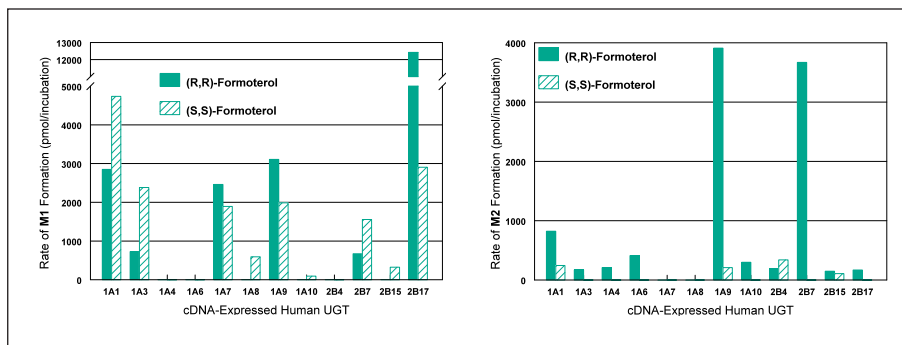 13000
12000
5000
4000
3000
2000
1000
0
Rate of M1 Formation (pmol/incubation)
(R,R)-Formoterol
(S,S)-Formoterol
1A1 1A3 1A4 1A6 1A7 1A8 1A9 1A10 2B4 2B7 2B15 2B17
cDNA-Expressed Human UGT
4000
3000
2000
1000
0
Rate of M2 Formation (pmol/incubation)
(R,R)-Formoterol
(S,S)-Formoterol
1A1 1A3 1A4 1A6 1A7 1A8 1A9 1A10 2B4 2B7 2B15 2B17
cDNA-Expressed Human UGT